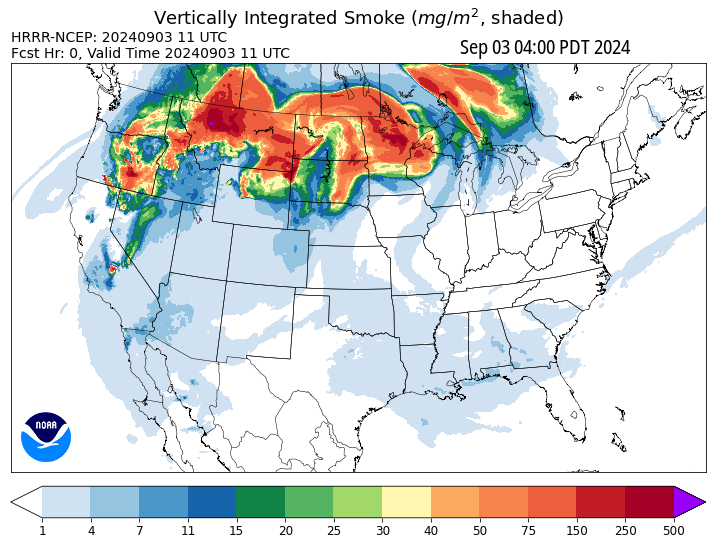 Vertically Integrated Smoke (mg/m², shaded)
HRRR-NCEP: 20240903 11 UTC
Fcst Hr: 0, Valid Time 20240903 11 UTC
Sep 03 04:00 PDT 2024
NOAA
1 4 7 11 15 20 25 30 40 50 75 150 250 500